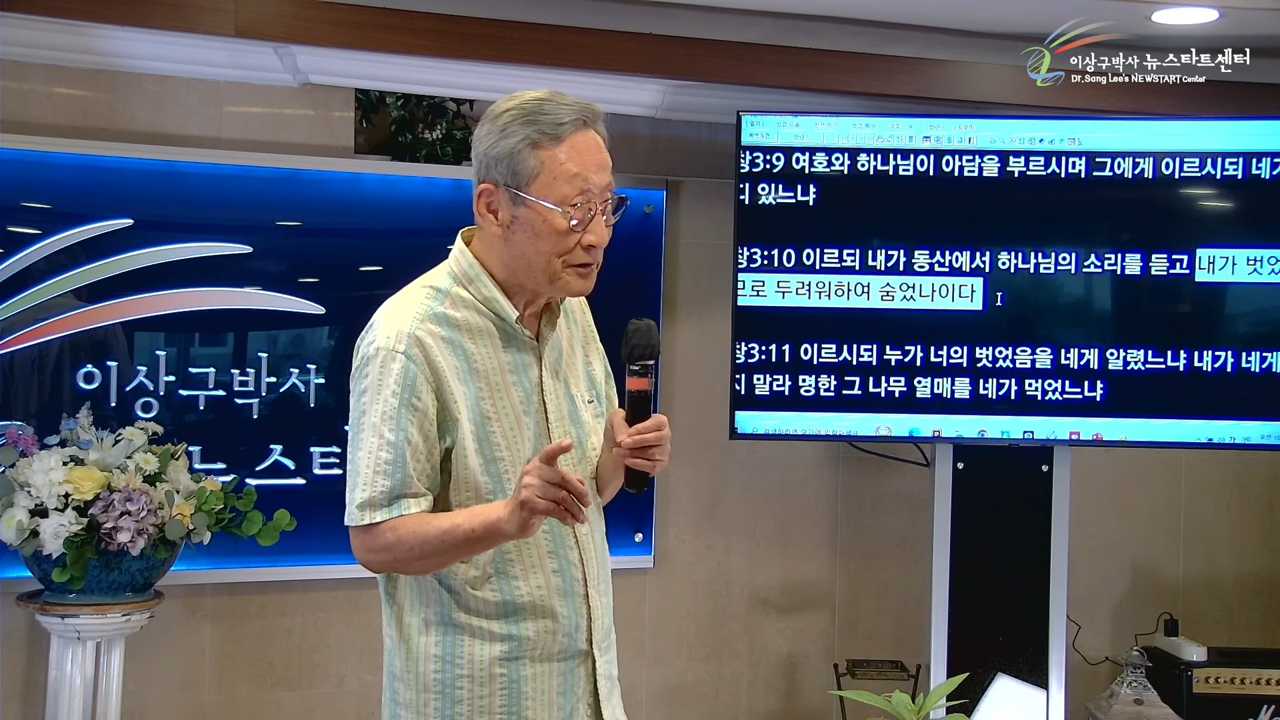 이상구박사 뉴스타트센터
Dr. Sang Lee's NEWSTART Center
창3:9 여호와 하나님이 아담을 부르시며 그에게 이르시되 네가
디 있느냐
창3:10 이르되 내가 동산에서 하나님의 소리를 듣고 내가 벗었
므로 두려워하여 숨었나이다
창3:11 이르시되 누가 너의 벗었음을 네게 알렸느냐 내가 네게
지 말라 명한 그 나무 열매를 네가 먹었느냐
이상구박사
뉴스타